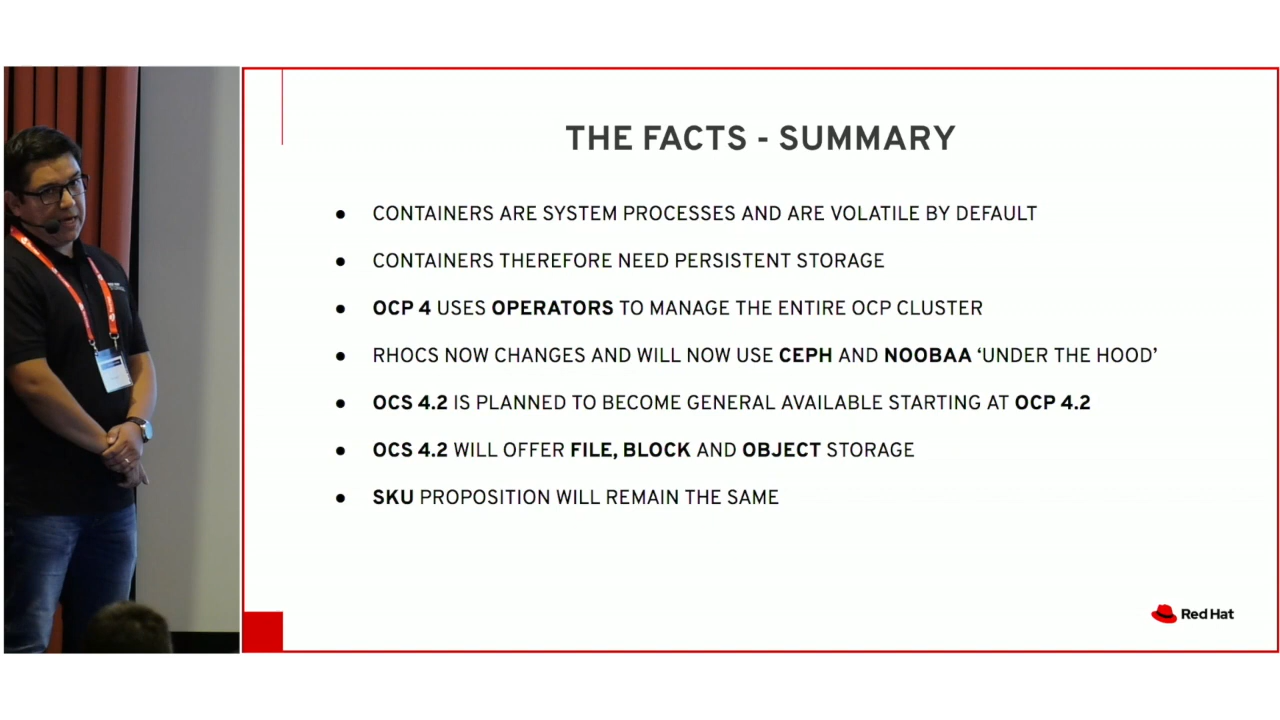 THE FACTS - SUMMARY
● CONTAINERS ARE SYSTEM PROCESSES AND ARE VOLATILE BY DEFAULT
● CONTAINERS THEREFORE NEED PERSISTENT STORAGE
● OCP 4 USES OPERATORS TO MANAGE THE ENTIRE OCP CLUSTER
● RHOCS NOW CHANGES AND WILL NOW USE CEPH AND NOOBAA ‘UNDER THE HOOD’
● OCS 4.2 IS PLANNED TO BECOME GENERAL AVAILABLE STARTING AT OCP 4.2
● OCS 4.2 WILL OFFER FILE, BLOCK AND OBJECT STORAGE
● SKU PROPOSITION WILL REMAIN THE SAME
Red Hat